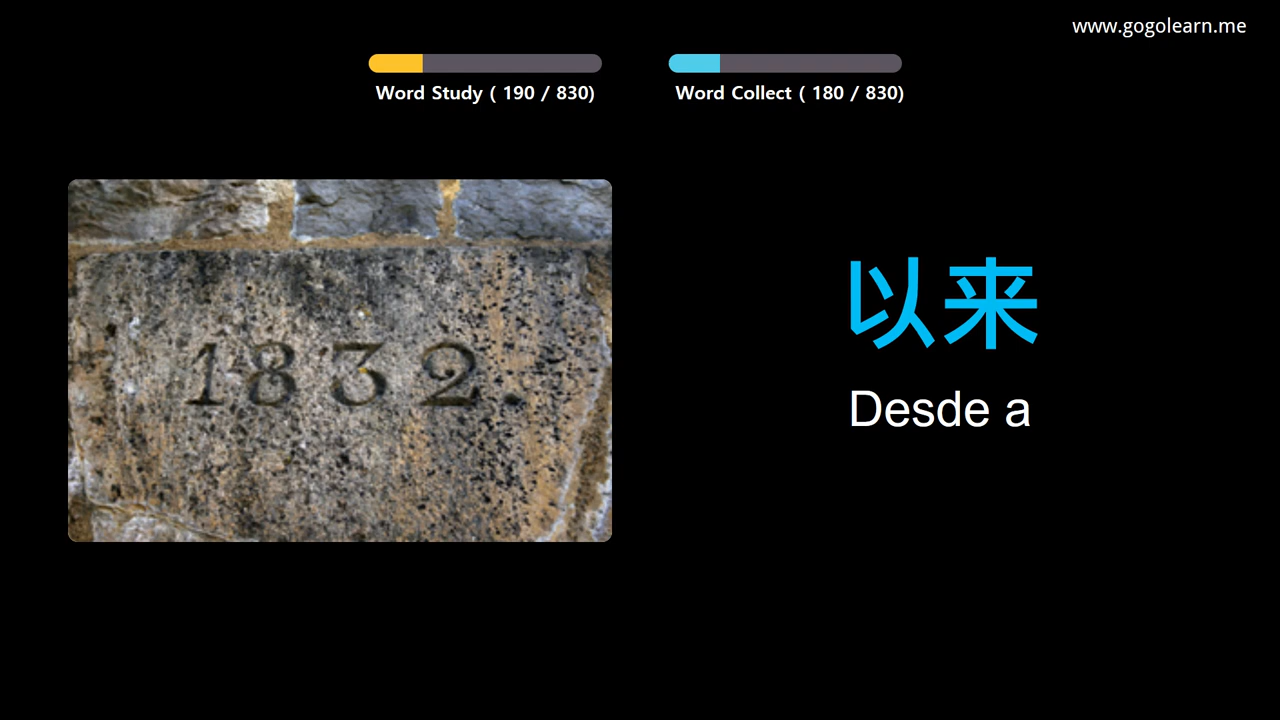 www.gogolearn.me
Word Study ( 190 / 830)
Word Collect ( 180 / 830)
1832.
以来
Desde a